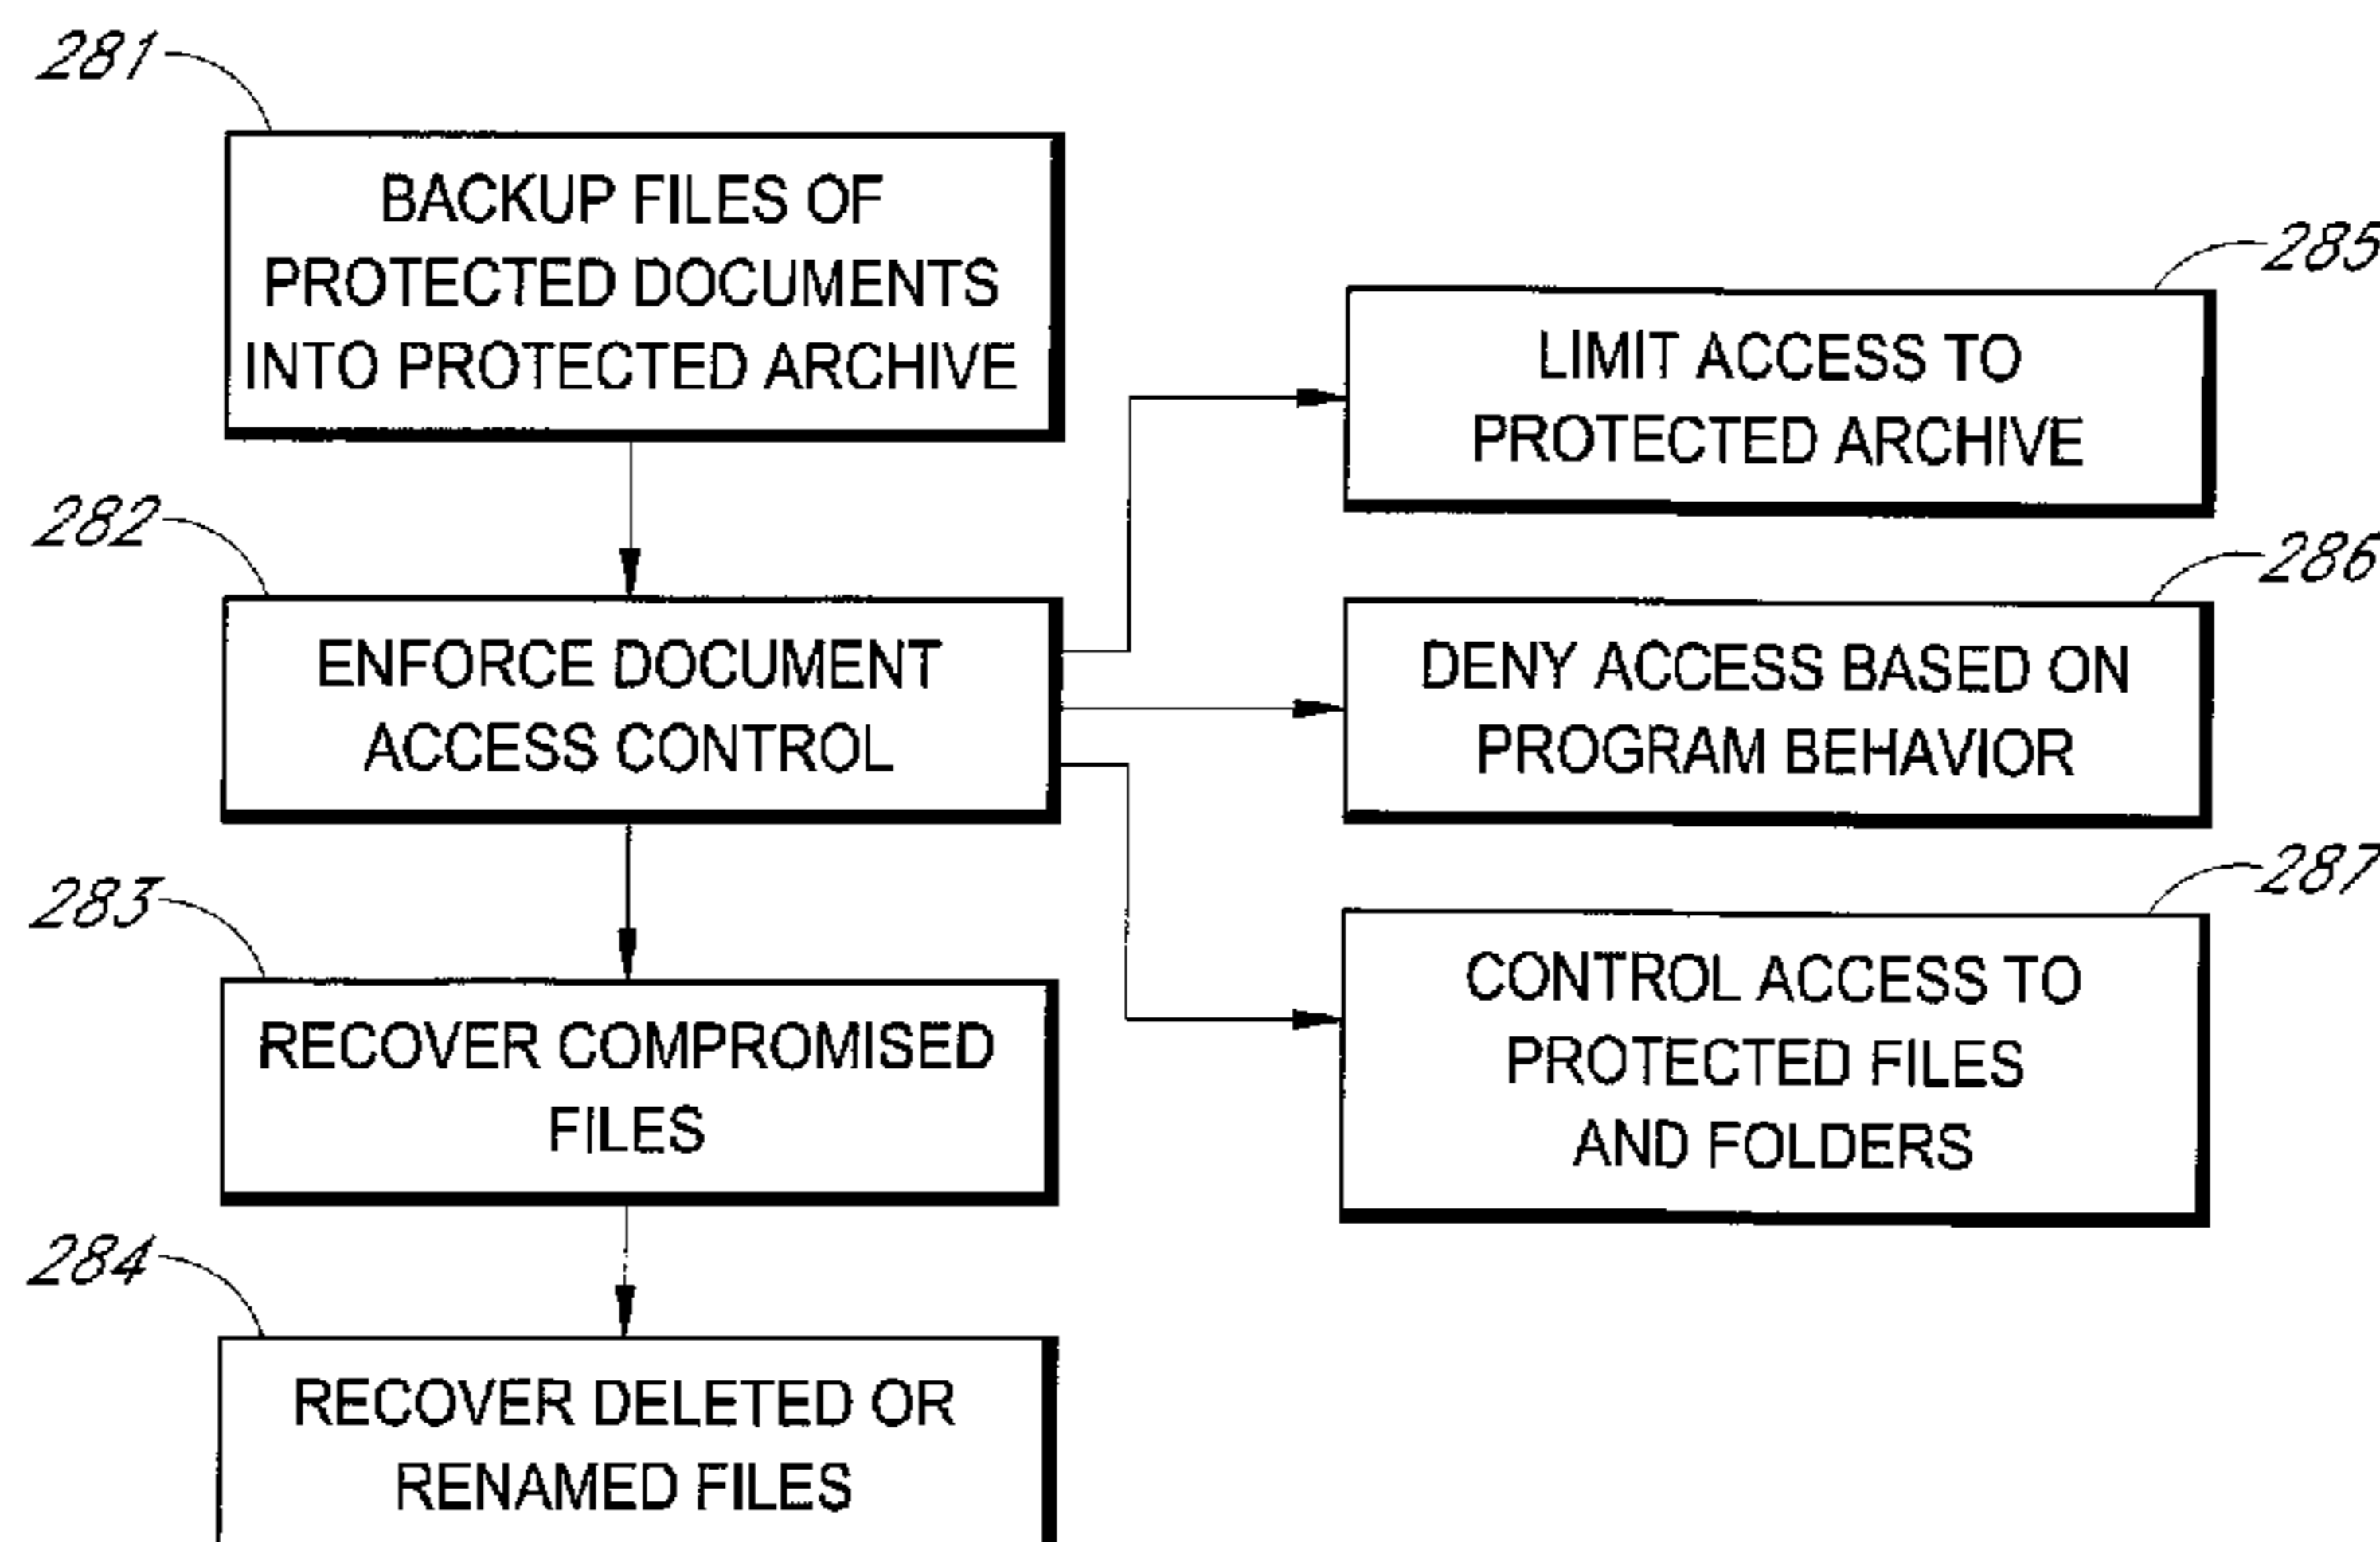 281
BACKUP FILES OF
PROTECTED DOCUMENTS
INTO PROTECTED ARCHIVE
282
ENFORCE DOCUMENT
ACCESS CONTROL
283
RECOVER COMPROMISED
FILES
284
RECOVER DELETED OR
RENAMED FILES
285
LIMIT ACCESS TO
PROTECTED ARCHIVE
286
DENY ACCESS BASED ON
PROGRAM BEHAVIOR
287
CONTROL ACCESS TO
PROTECTED FILES
AND FOLDERS